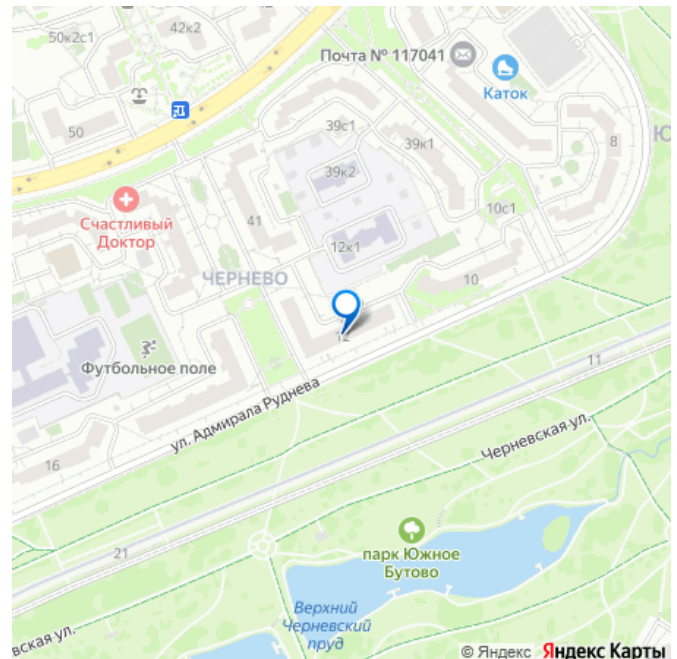 42к2
50к2с1
Почта № 117041
Каток
50
39с1
39к1
8
Ю
39к2
Счастливый
Доктор
41
10с1
12к1
ЧЕРНЕВО
10
12
11
Футбольное поле
ул. Адмирала Руднева
Черневская ул.
16
21
парк Южное
Бутово
Верхний
Черневский
пруд
вская ул.
© Яндекс Яндекс Карты